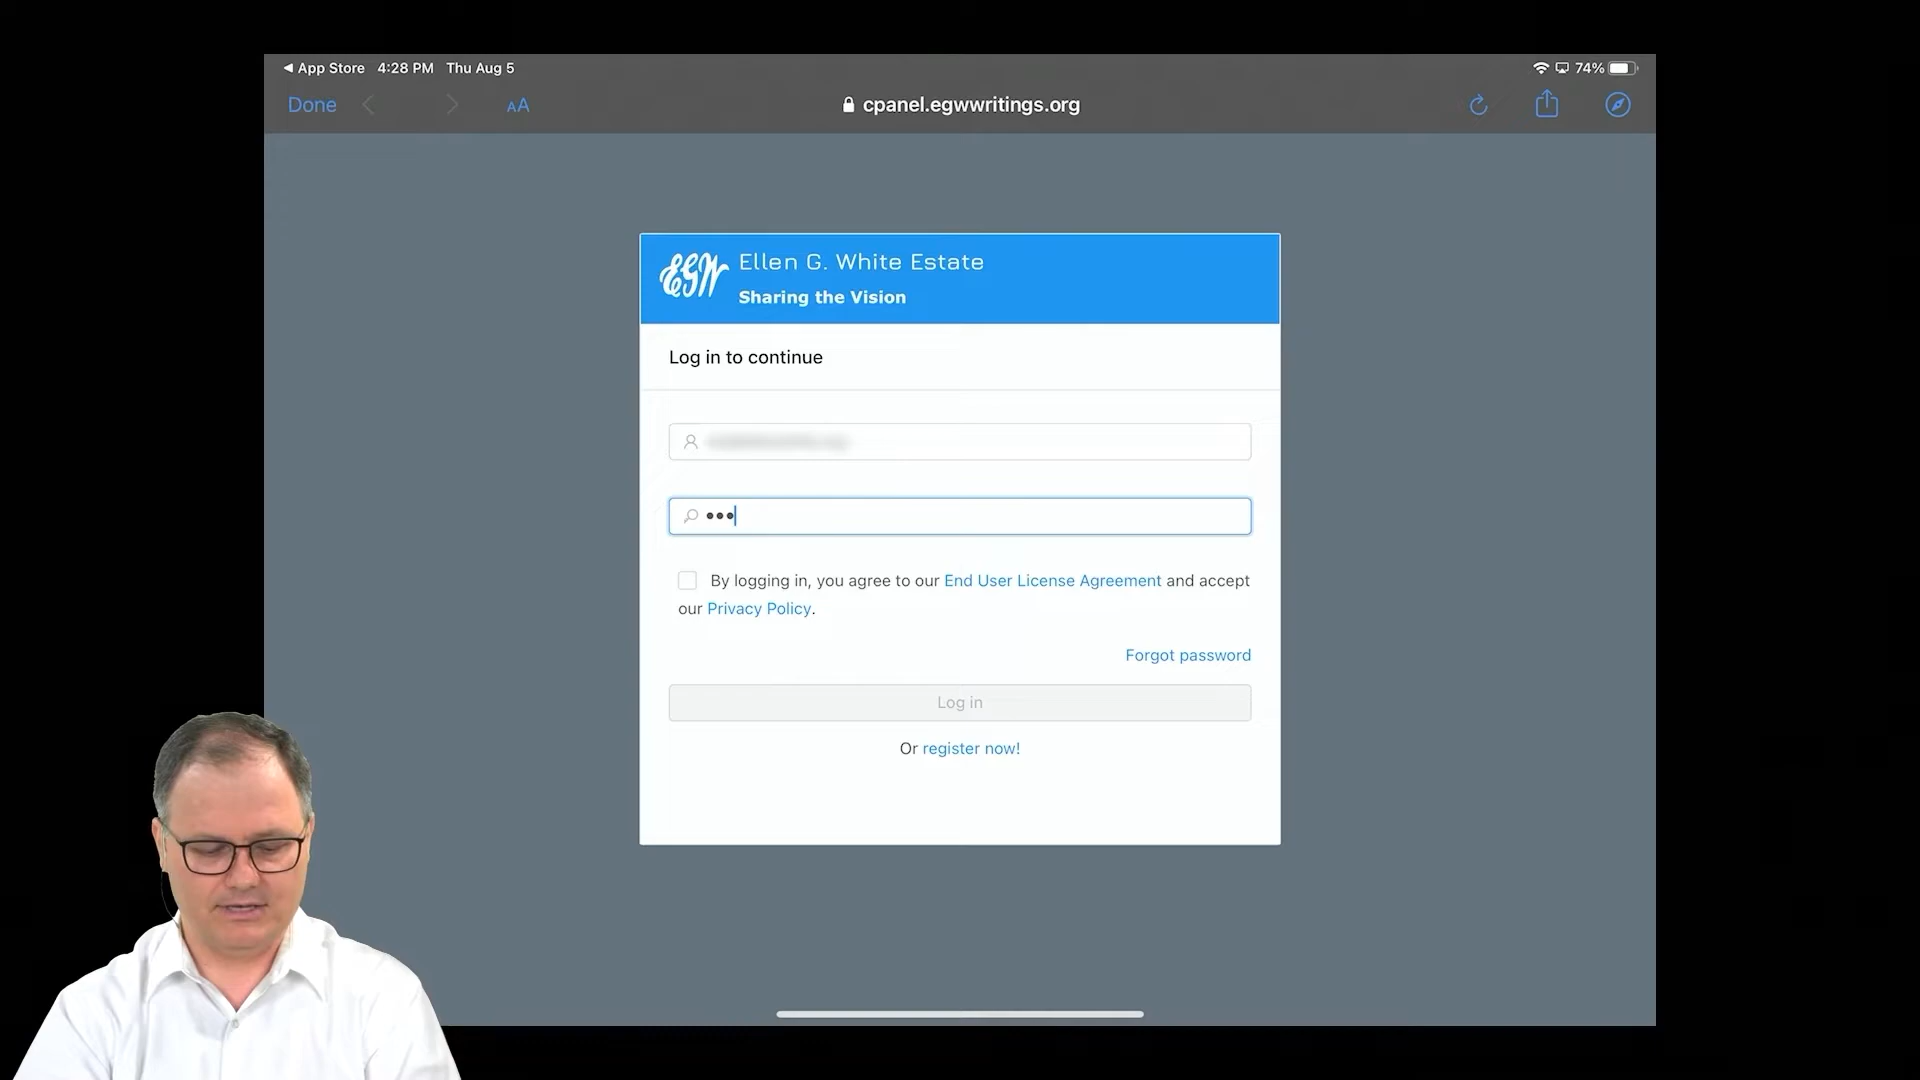 ◀ App Store 4:28 PM Thu Aug 5
74%
Done
AA
cpanel.egwwritings.org
EGW
Ellen G. White Estate
Sharing the Vision
Log in to continue
By logging in, you agree to our End User License Agreement and accept
our Privacy Policy.
Forgot password
Log in
Or register now!